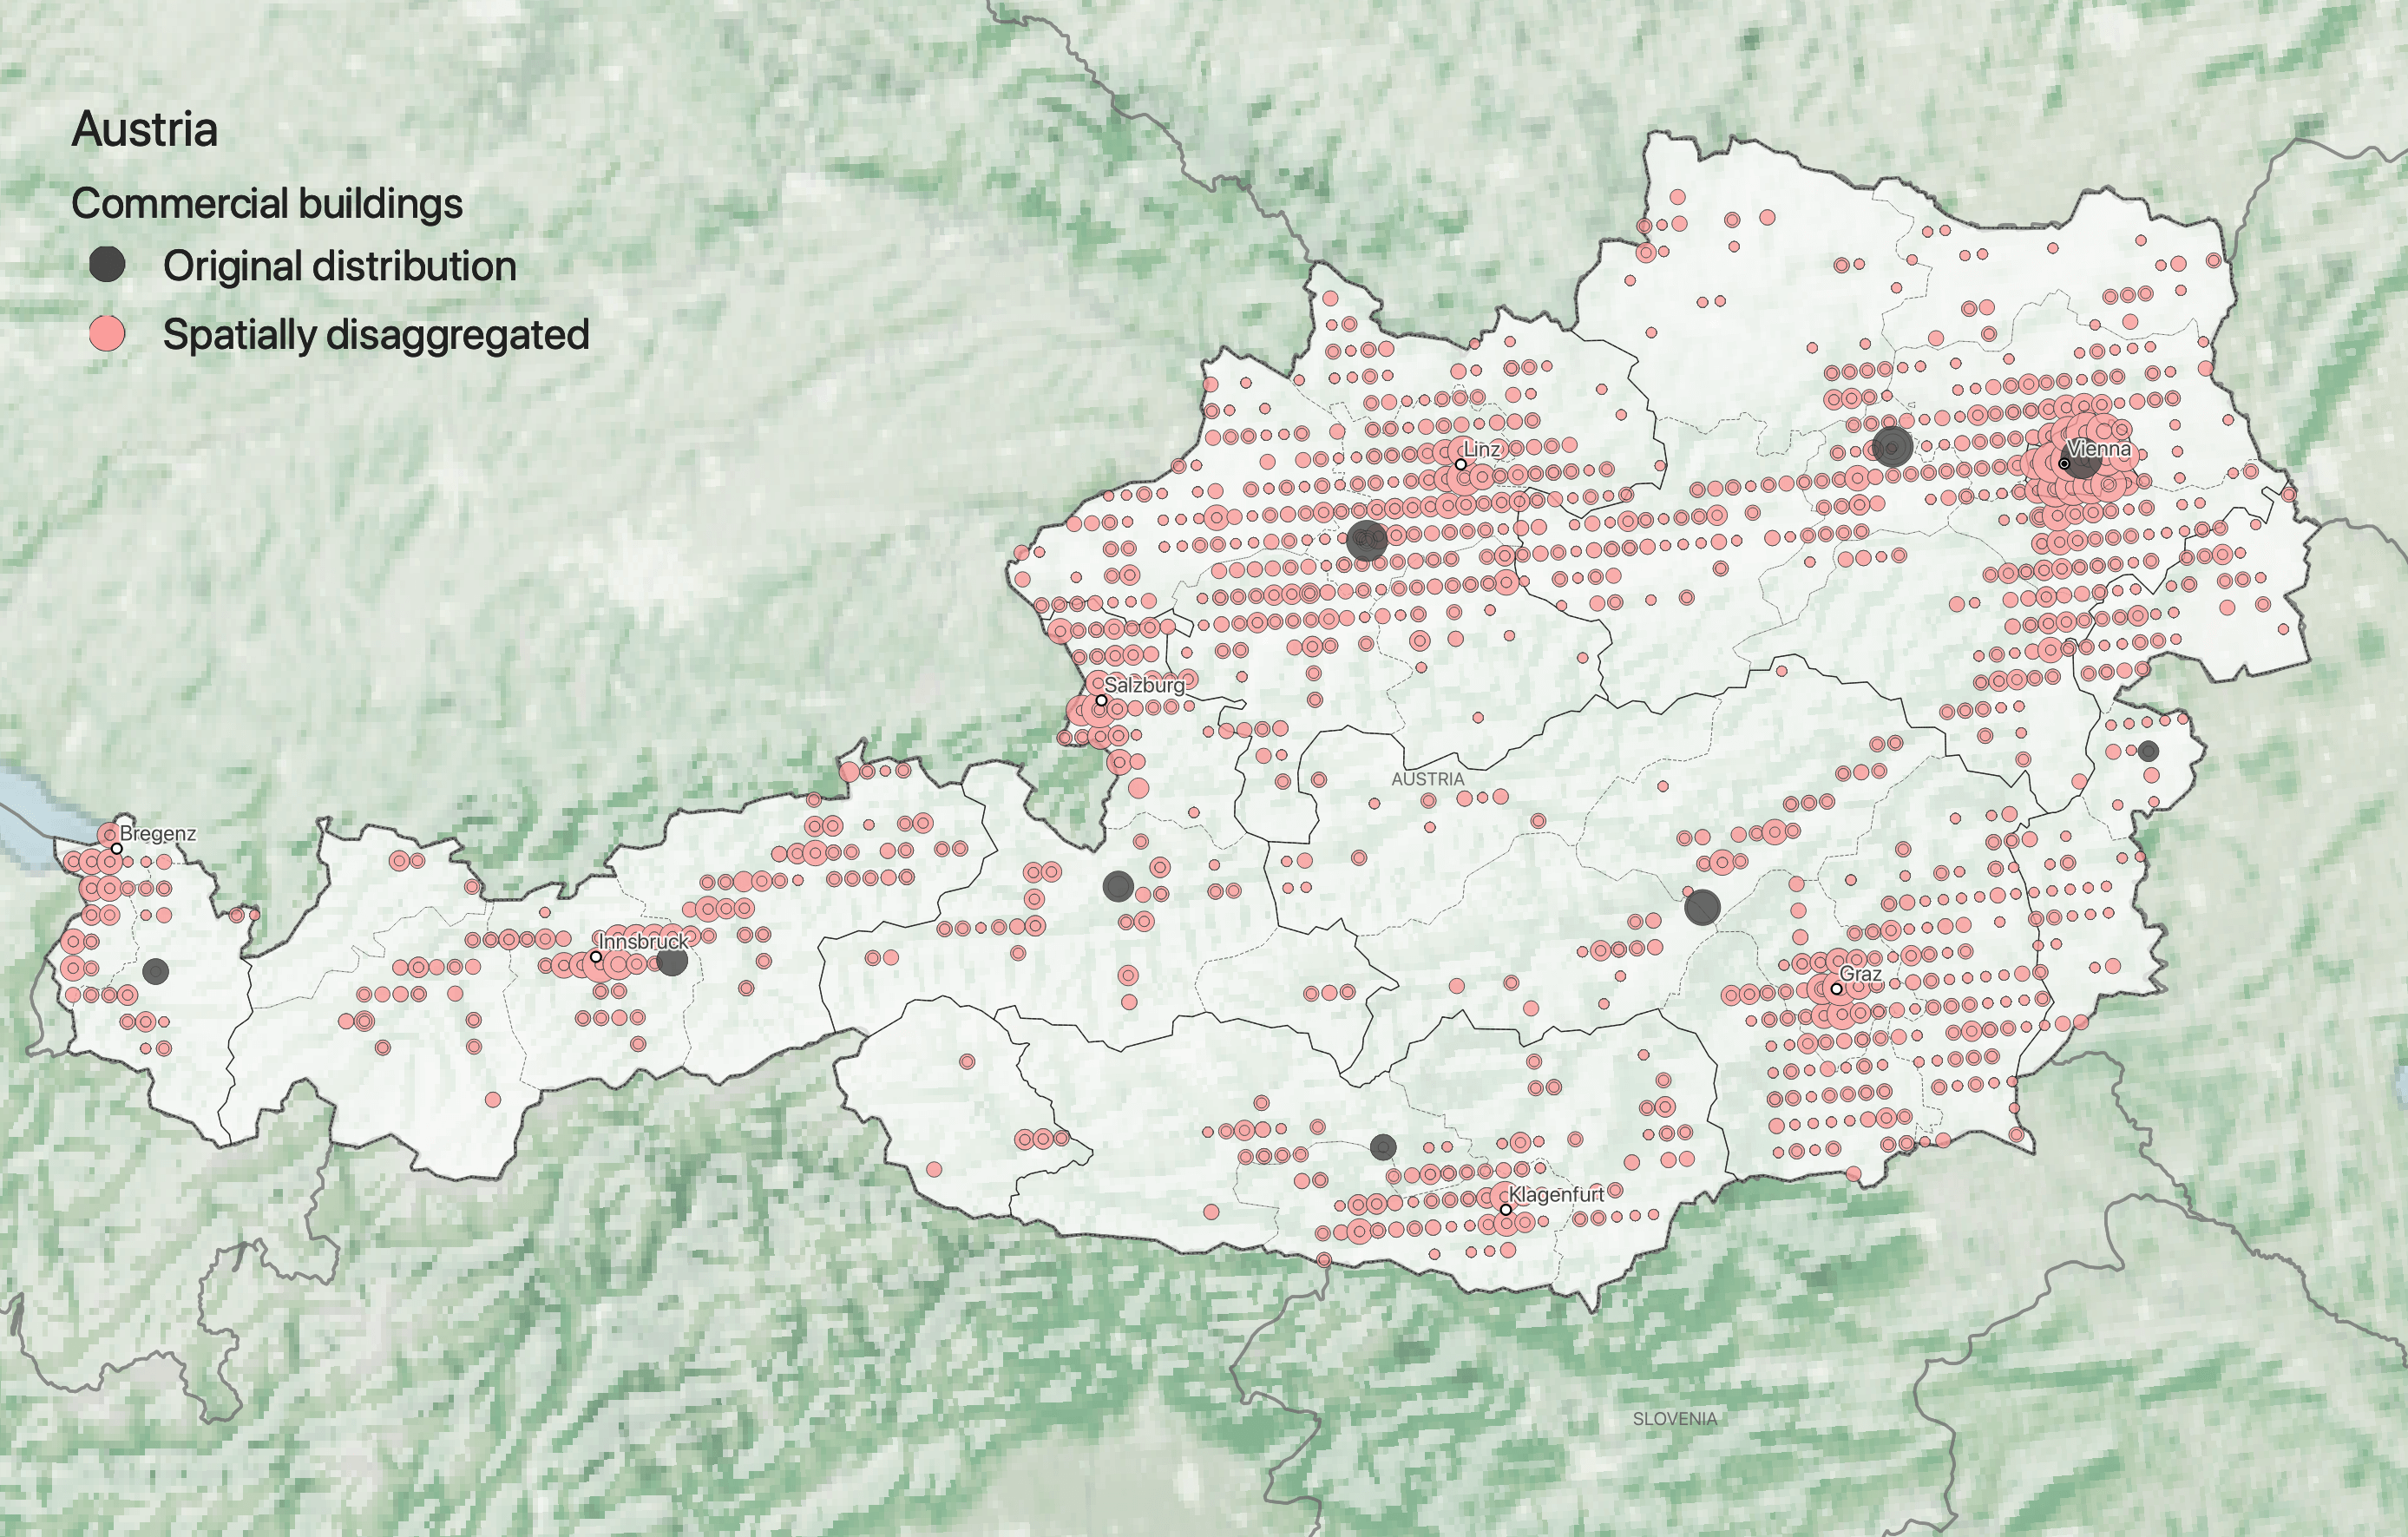 Austria
Commercial buildings
Original distribution
Spatially disaggregated
Linz
Vienna
Salzburg
AUSTRIA
Bregenz
Innsbruck
Graz
Klagenfurt
SLOVENIA